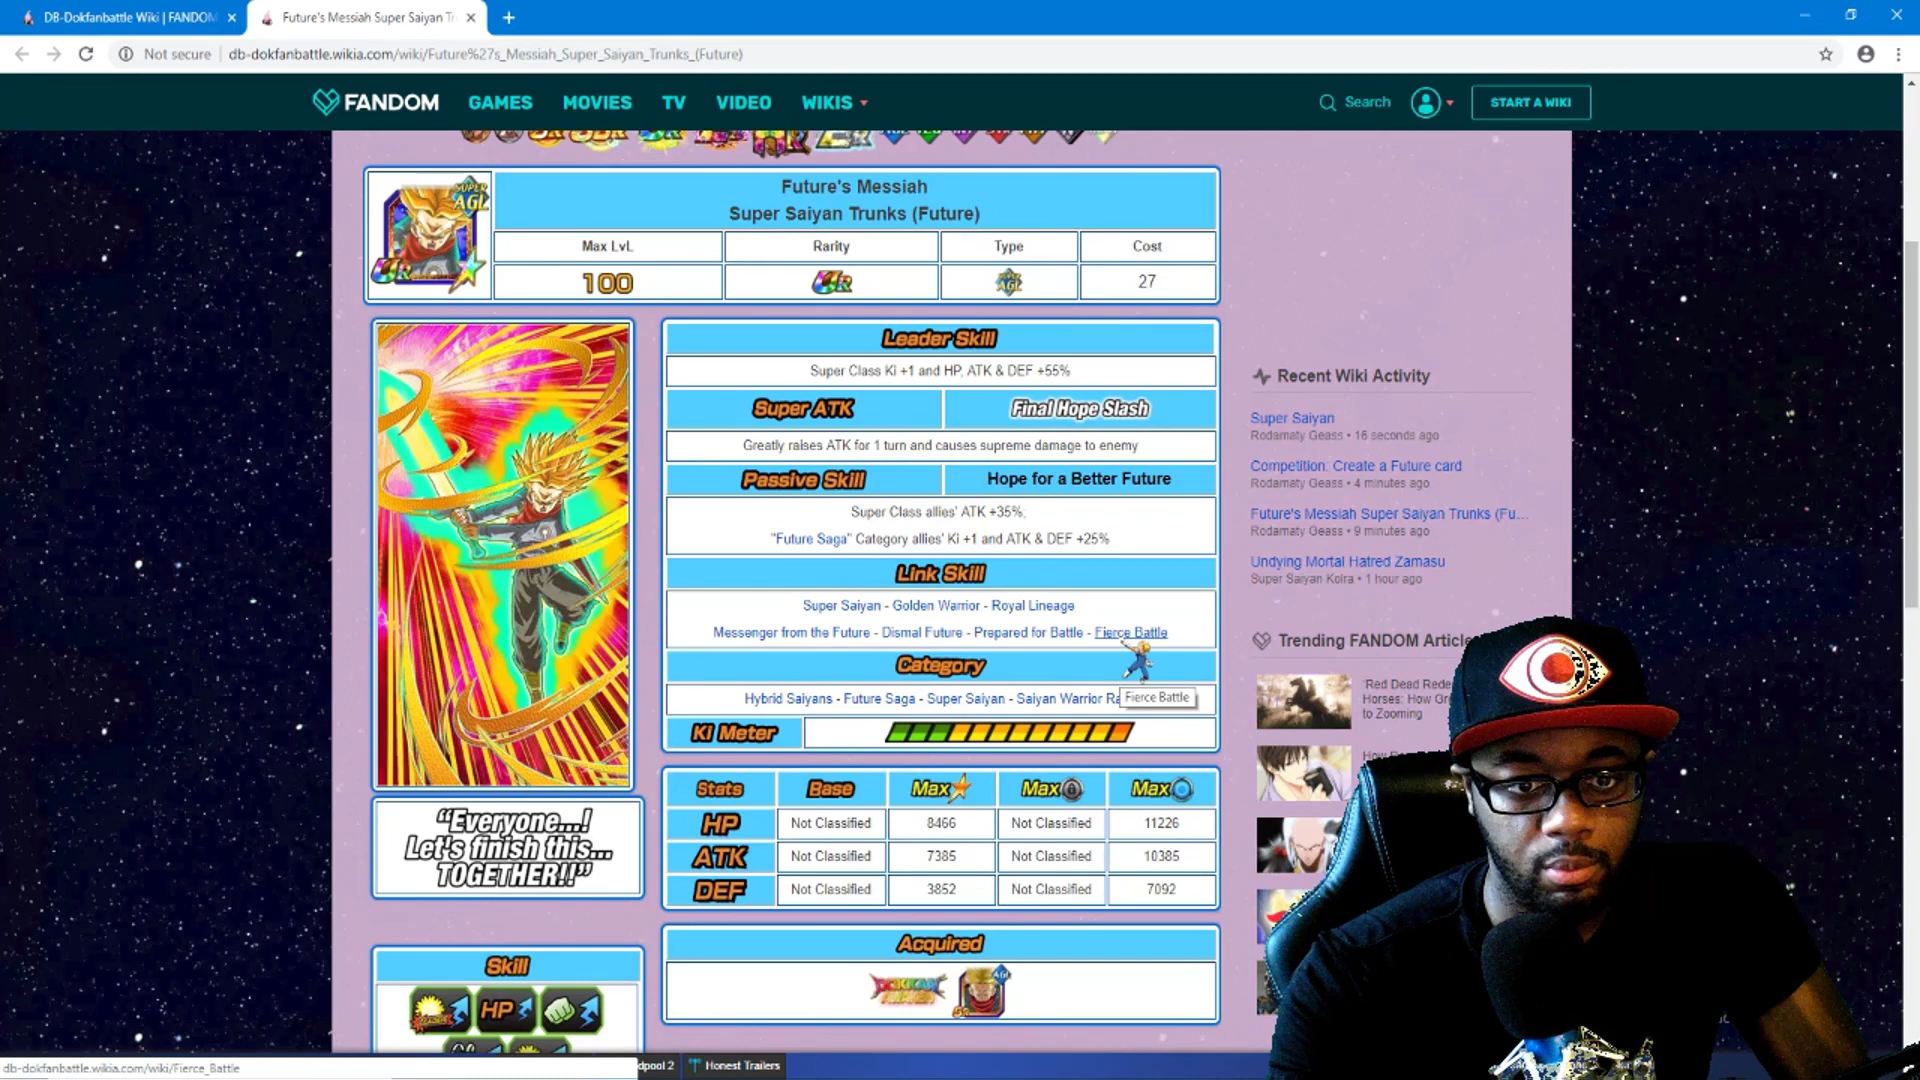 DB-Dokfanbattle Wiki | FANDOM
Future's Messiah Super Saiyan Tr
Not secure
db-dokfanbattle.wikia.com/wiki/Future%27s_Messiah_Super_Saiyan_Trunks_(Future)
FANDOM GAMES MOVIES TV VIDEO WIKIS Search START A WIKI
SUPER AGL
UR
Future's Messiah
Super Saiyan Trunks (Future)
Max LvL Rarity Type Cost
100 UR SUPER AGL 27
Leader Skill
Super Class Ki +1 and HP, ATK & DEF +55%
Super ATK Final Hope Slash
Greatly raises ATK for 1 turn and causes supreme damage to enemy
Passive Skill Hope for a Better Future
Super Class allies' ATK +35%;
"Future Saga" Category allies' Ki +1 and ATK & DEF +25%
Link Skill
Super Saiyan - Golden Warrior - Royal Lineage
Messenger from the Future - Dismal Future - Prepared for Battle - Fierce Battle
Category
Hybrid Saiyans - Future Saga - Super Saiyan - Saiyan Warrior Ra
Fierce Battle
Ki Meter
"Everyone...!
Let's finish this...
TOGETHER!!"
Stats Base Max Max Max
HP Not Classified 8466 Not Classified 11226
ATK Not Classified 7385 Not Classified 10385
DEF Not Classified 3852 Not Classified 7092
Acquired
DOKKAN
AGL
Skill
HP
Recent Wiki Activity
Super Saiyan
Rodamaty Geass • 16 seconds ago
Competition: Create a Future card
Rodamaty Geass • 4 minutes ago
Future's Messiah Super Saiyan Trunks (Fu...
Rodamaty Geass • 9 minutes ago
Undying Mortal Hatred Zamasu
Super Saiyan Koira • 1 hour ago
Trending FANDOM Article
'Red Dead Rede
Horses: How Gr
to Zooming
db-dokfanbattle.wikia.com/wiki/Fierce_Battle
dpool 2 Honest Trailers